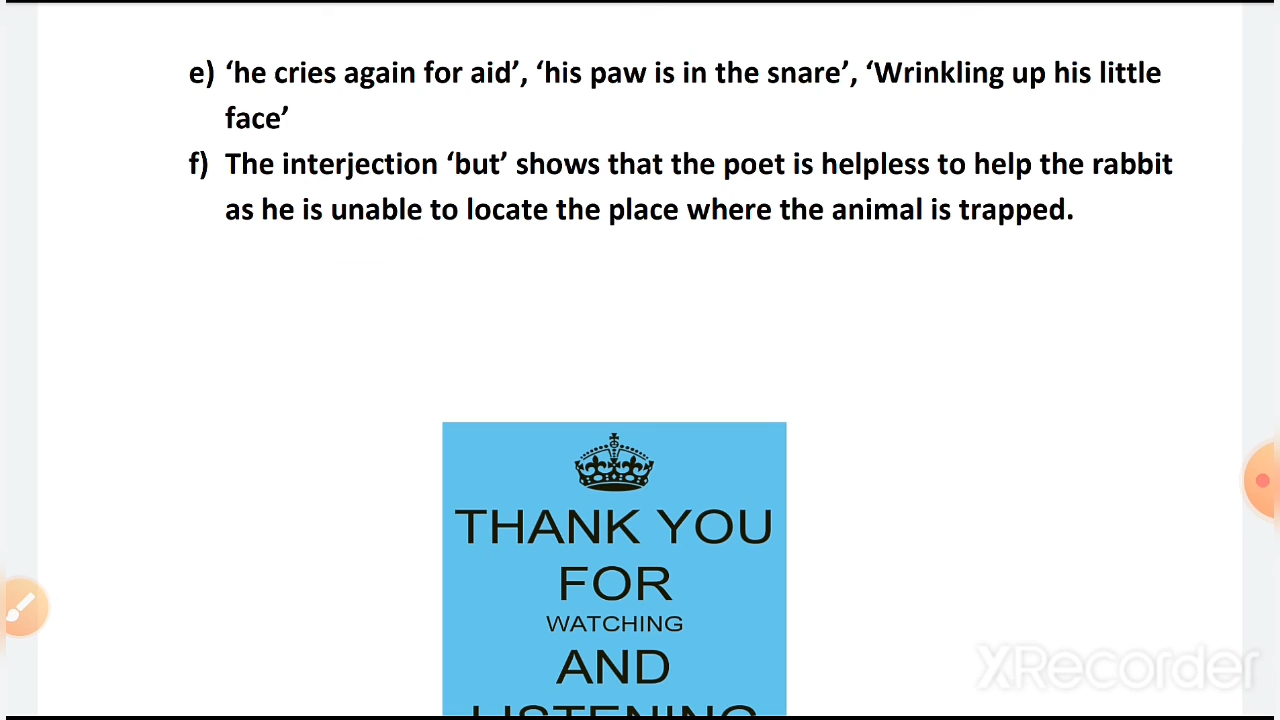 e) ‘he cries again for aid’, ‘his paw is in the snare’, ‘Wrinkling up his little
face’
f) The interjection ‘but’ shows that the poet is helpless to help the rabbit
as he is unable to locate the place where the animal is trapped.
THANK YOU
FOR
WATCHING
AND
LISTENING
XRecorder